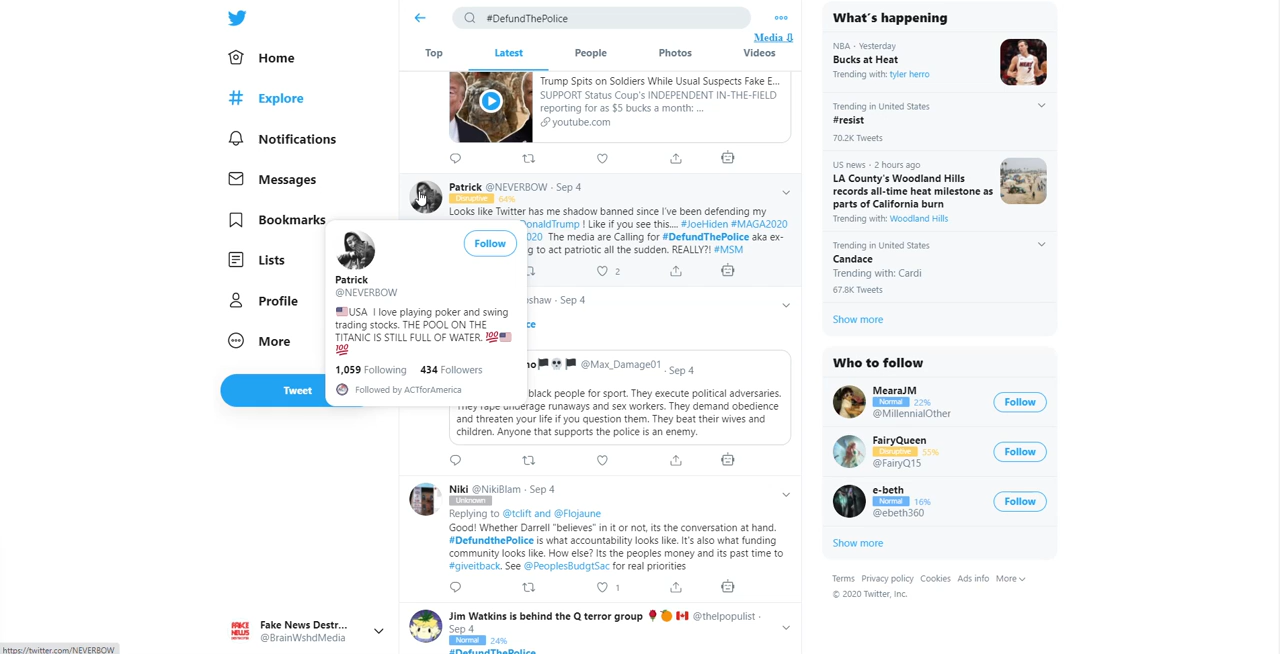 Home
Explore
Notifications
Messages
Bookmarks
Lists
Profile
More
Tweet
Fake News Destr...
@BrainWshdMedia
https://twitter.com/NEVERBOW
#DefundThePolice
Media ⇩
Top Latest People Photos Videos
Trump Spits on Soldiers While Usual Suspects Fake E...
SUPPORT Status Coup's INDEPENDENT IN-THE-FIELD
reporting for as $5 bucks a month: ...
youtube.com
Patrick @NEVERBOW · Sep 4
Disruptive 64%
Looks like Twitter has me shadow banned since I've been defending my
DonaldTrump ! Like if you see this.... #JoeHiden #MAGA2020
020 The media are Calling for #DefundThePolice aka ex-
g to act patriotic all the sudden. REALLY?! #MSM
2
Follow
Patrick
@NEVERBOW
🇺🇸USA I love playing poker and swing
trading stocks. THE POOL ON THE
TITANIC IS STILL FULL OF WATER. 💯🇺🇸
💯
1,059 Following 434 Followers
Followed by ACTforAmerica
shaw · Sep 4
ce
no🏴💀🏴 @Max_Damage01 · Sep 4
black people for sport. They execute political adversaries.
They rape underage runaways and sex workers. They demand obedience
and threaten your life if you question them. They beat their wives and
children. Anyone that supports the police is an enemy.
Niki @NikiBlam · Sep 4
Unknown
Replying to @tclift and @Flojaune
Good! Whether Darrell "believes" in it or not, its the conversation at hand.
#DefundthePolice is what accountability looks like. It's also what funding
community looks like. How else? Its the peoples money and its past time to
#giveitback. See @PeoplesBudgtSac for real priorities
1
Jim Watkins is behind the Q terror group 🌹🍊🇨🇦 @thelpopulist ·
Sep 4
Normal 24%
#DefundthePolice
What's happening
NBA · Yesterday
Bucks at Heat
Trending with: tyler herro
Trending in United States
#resist
70.2K Tweets
US news · 2 hours ago
LA County's Woodland Hills
records all-time heat milestone as
parts of California burn
Trending with: Woodland Hills
Trending in United States
Candace
Trending with: Cardi
67.8K Tweets
Show more
Who to follow
MearaJM
Normal 22%
@MillennialOther
Follow
FairyQueen
Disruptive 55%
@FairyQ15
Follow
e-beth
Normal 16%
@ebeth360
Follow
Show more
Terms Privacy policy Cookies Ads info More
© 2020 Twitter, Inc.